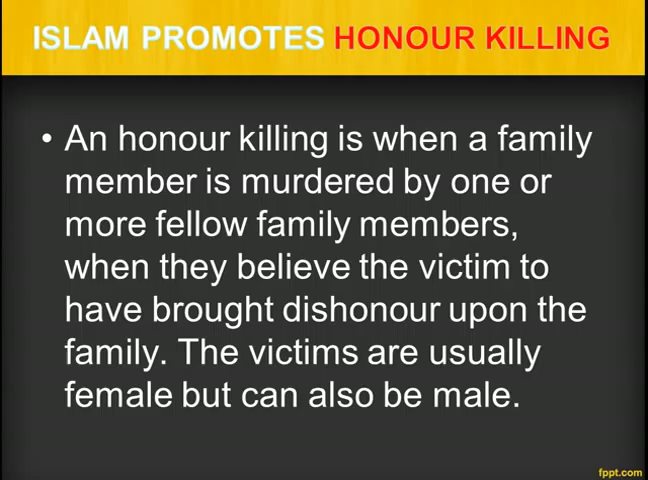 ISLAM PROMOTES HONOUR KILLING
• An honour killing is when a family
member is murdered by one or
more fellow family members,
when they believe the victim to
have brought dishonour upon the
family. The victims are usually
female but can also be male.
fppt.com